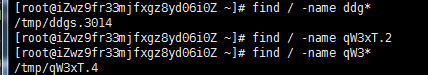 [root@iZwz9fr33mjfxgz8yd06i0Z ~]# find / -name ddg*
/tmp/ddgs.3014
[root@iZwz9fr33mjfxgz8yd06i0Z ~]# find / -name qW3xT.2
[root@iZwz9fr33mjfxgz8yd06i0Z ~]# find / -name qW3*
/tmp/qW3xT.4